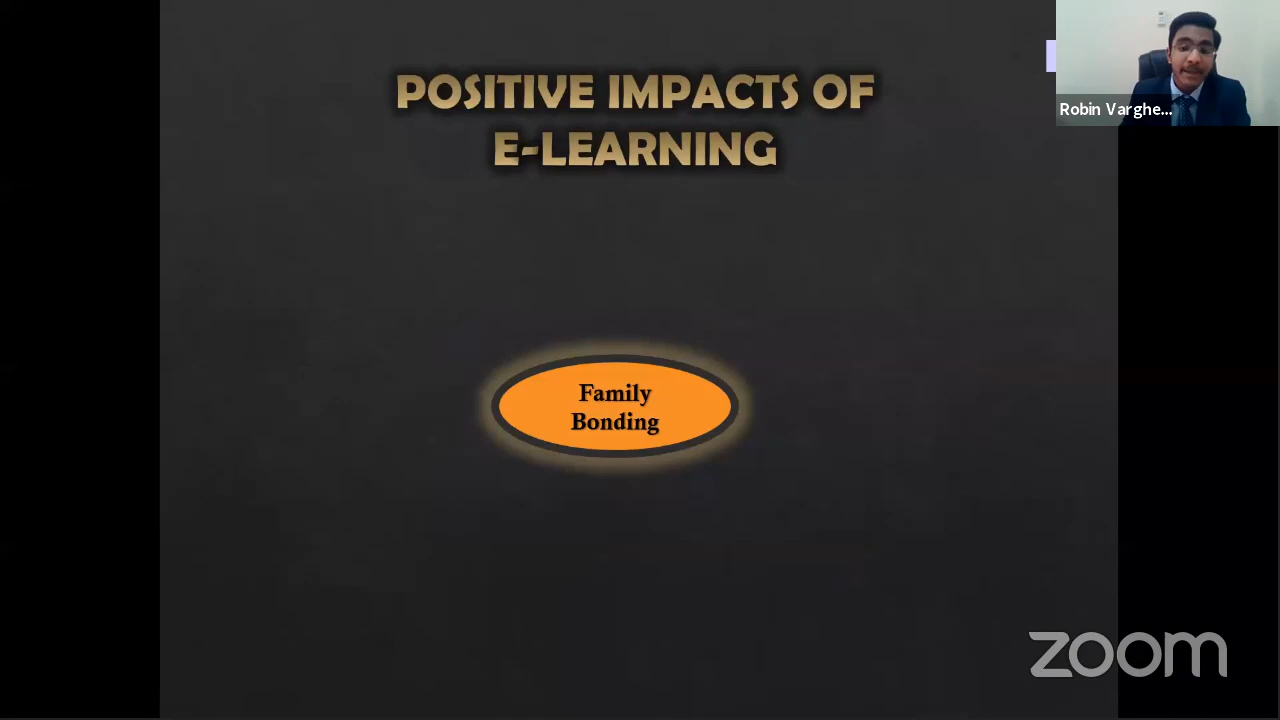 POSITIVE IMPACTS OF
E-LEARNING
Robin Varghe...
Family
Bonding
zoom